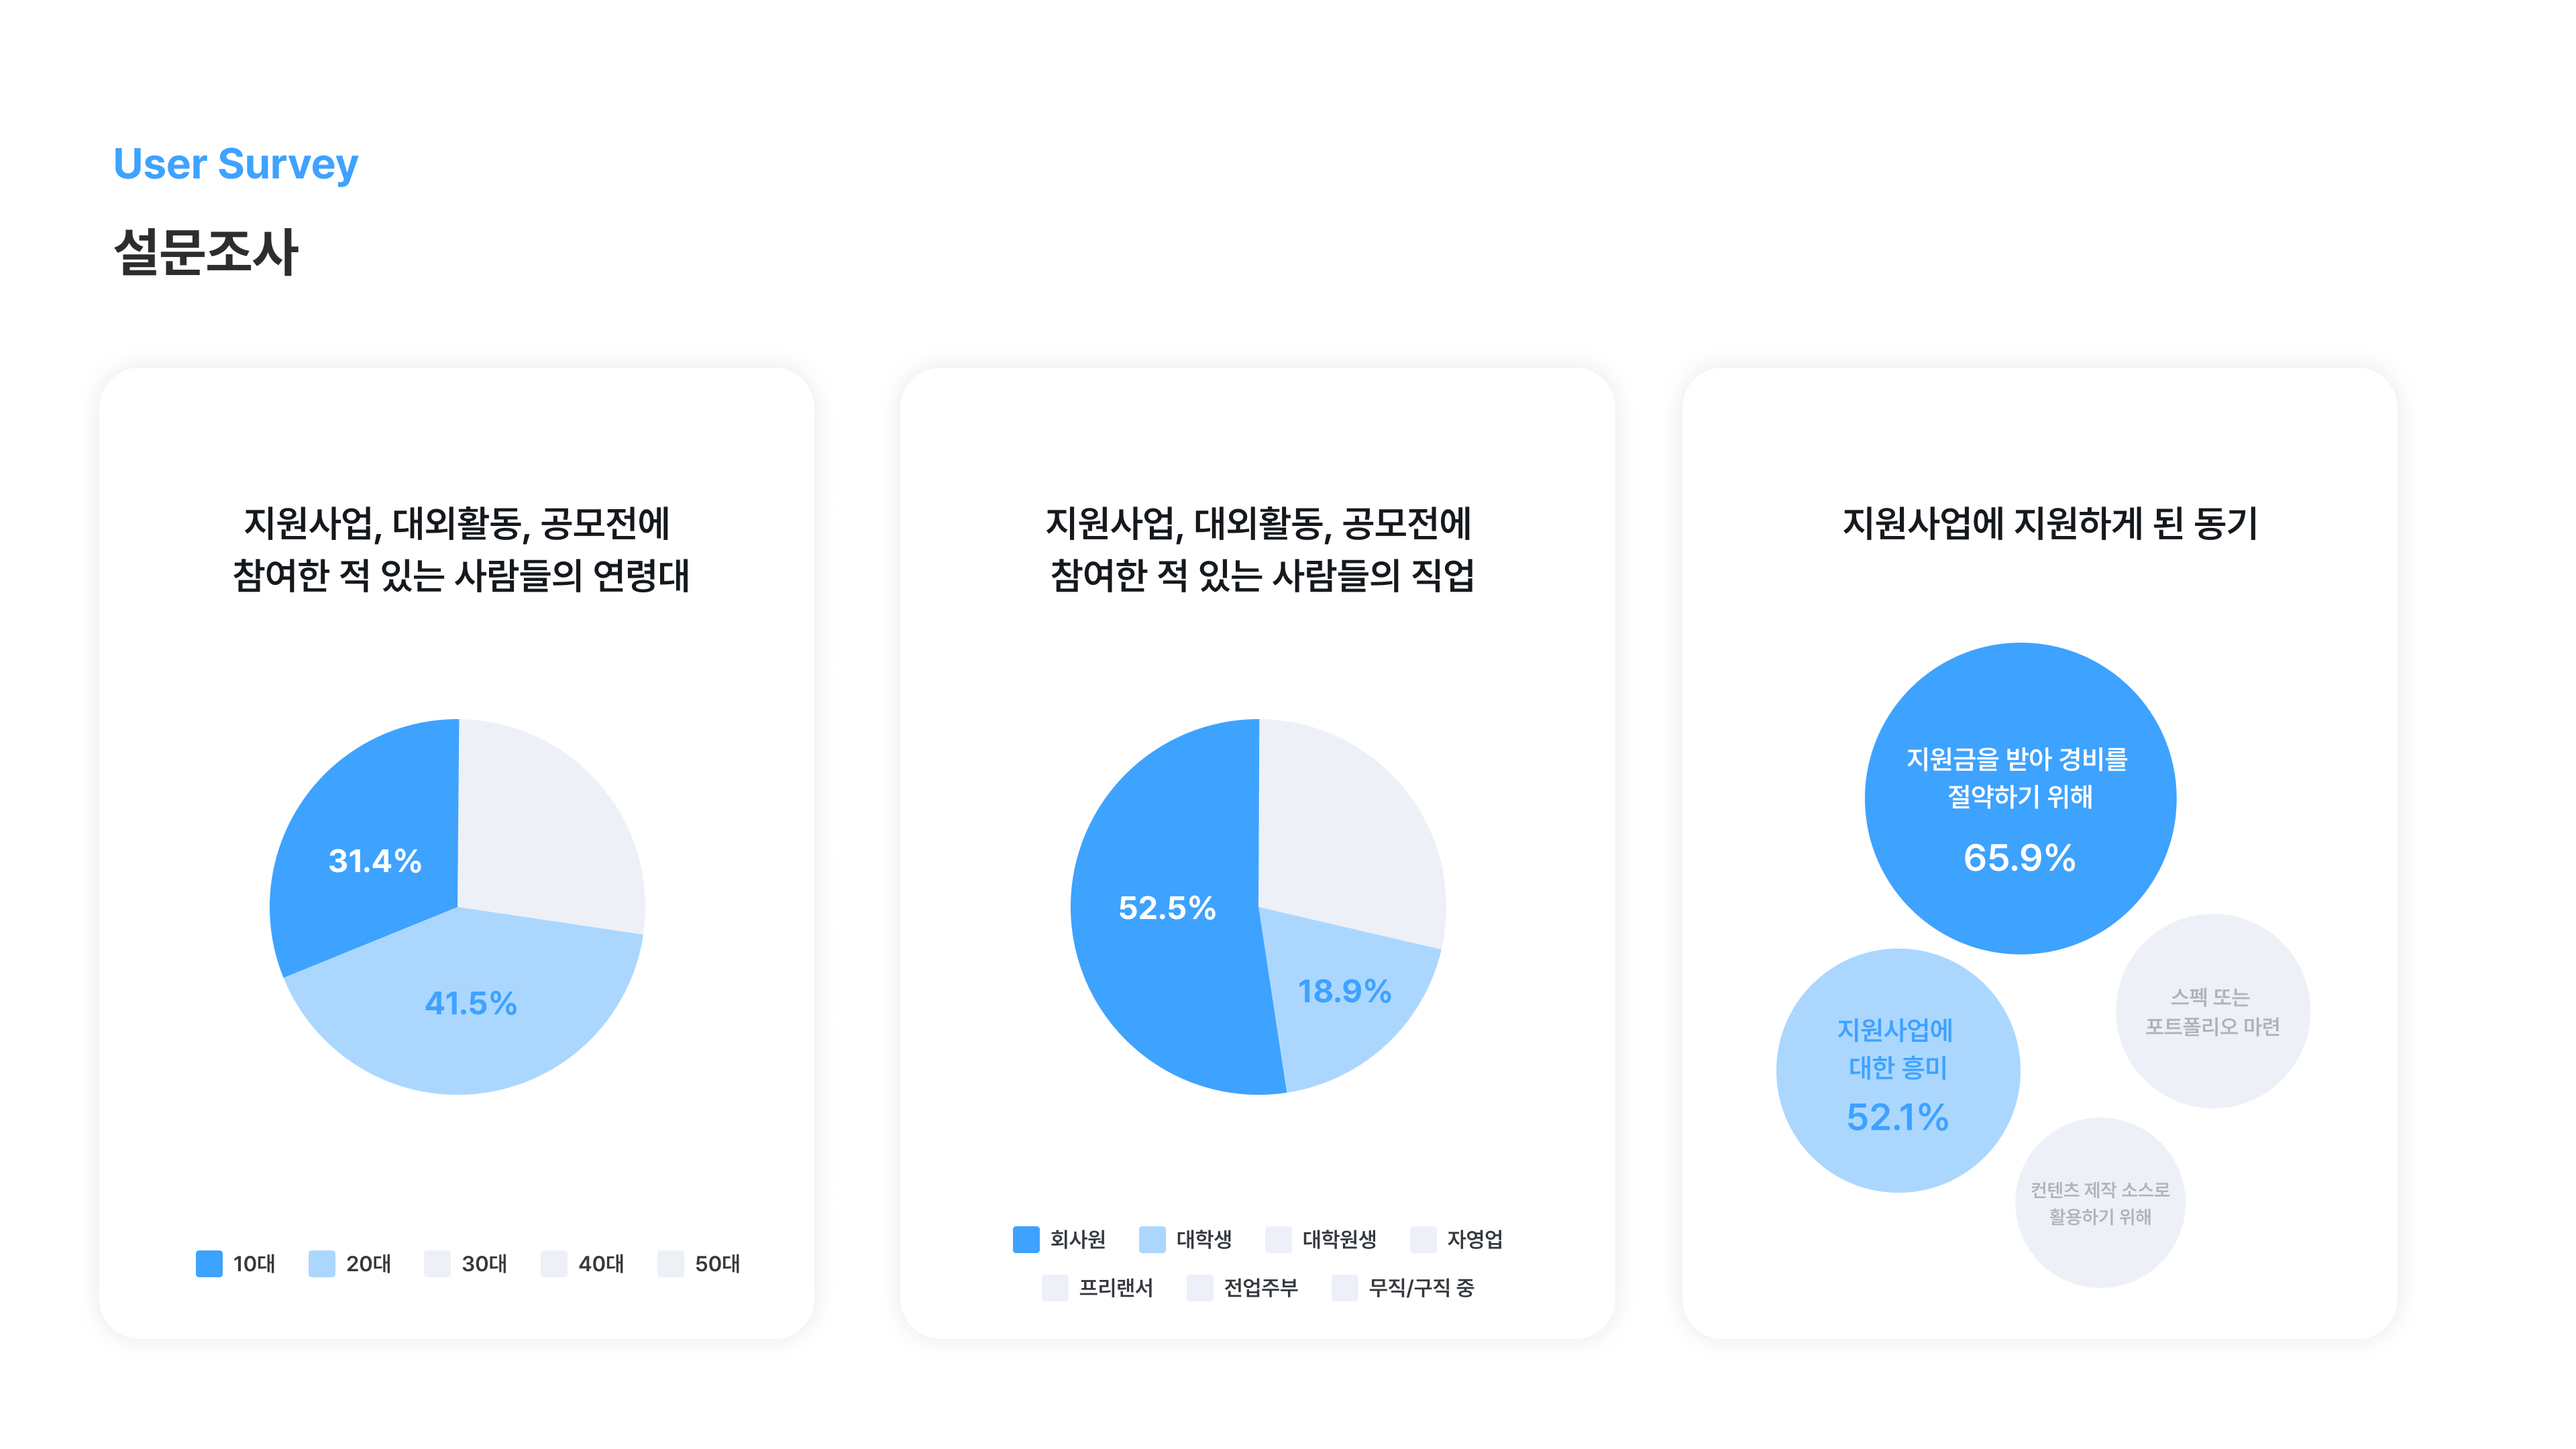 User Survey
설문조사
지원사업, 대외활동, 공모전에
참여한 적 있는 사람들의 연령대
31.4%
41.5%
10대
20대
30대
40대
50대
지원사업, 대외활동, 공모전에
참여한 적 있는 사람들의 직업
52.5%
18.9%
회사원
대학생
대학원생
자영업
프리랜서
전업주부
무직/구직 중
지원사업에 지원하게 된 동기
지원금을 받아 경비를
절약하기 위해
65.9%
지원사업에
대한 흥미
52.1%
스펙 또는
포트폴리오 마련
컨텐츠 제작 소스로
활용하기 위해